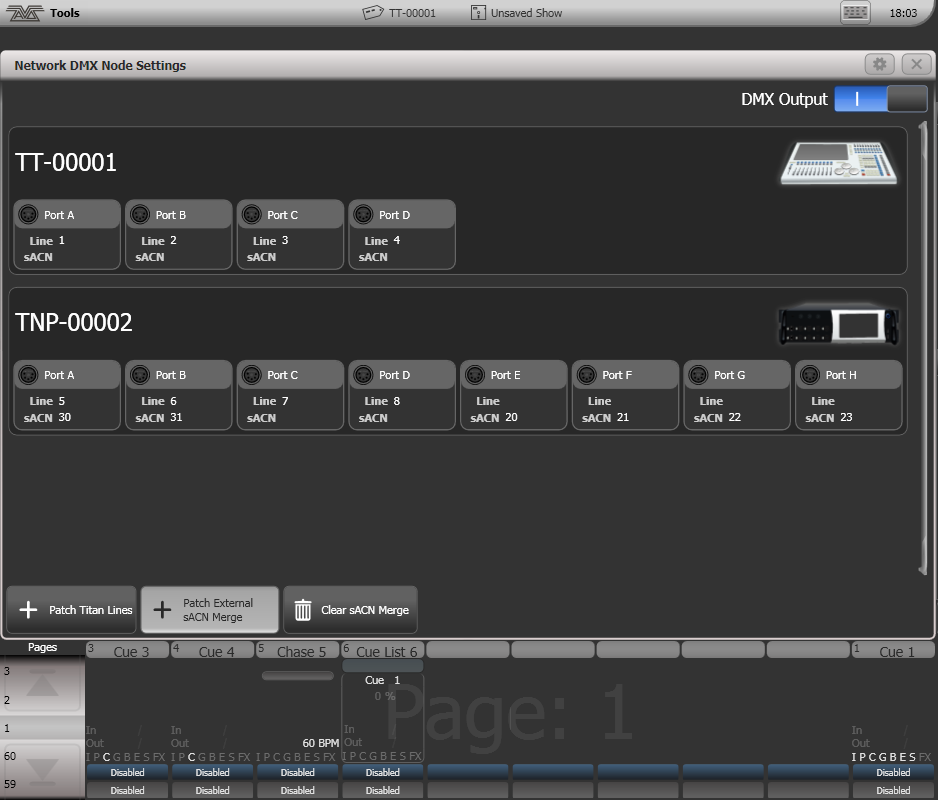 Tools TT-00001 Unsaved Show 18:03
Network DMX Node Settings
DMX Output
TT-00001
Port A Port B Port C Port D
Line 1 Line 2 Line 3 Line 4
sACN sACN sACN sACN
TNP-00002
Port A Port B Port C Port D Port E Port F Port G Port H
Line 5 Line 6 Line 7 Line 8 Line Line Line Line
sACN 30 sACN 31 sACN sACN sACN 20 sACN 21 sACN 22 sACN 23
Patch Titan Lines
Patch External
sACN Merge
Clear sACN Merge
Pages
3 Cue 3 4 Cue 4 5 Chase 5 6 Cue List 6 1 Cue 1
3
2
1
60
59
Cue 1
0 %
Page: 1
In / In / In / In /
Out / Out / 60 BPM Out / Out /
I P C G B E S FX I P C G B E S FX I P C G B E S FX I P C G B E S FX I P C G B E S FX
Disabled Disabled Disabled Disabled Disabled
Disabled Disabled Disabled Disabled Disabled